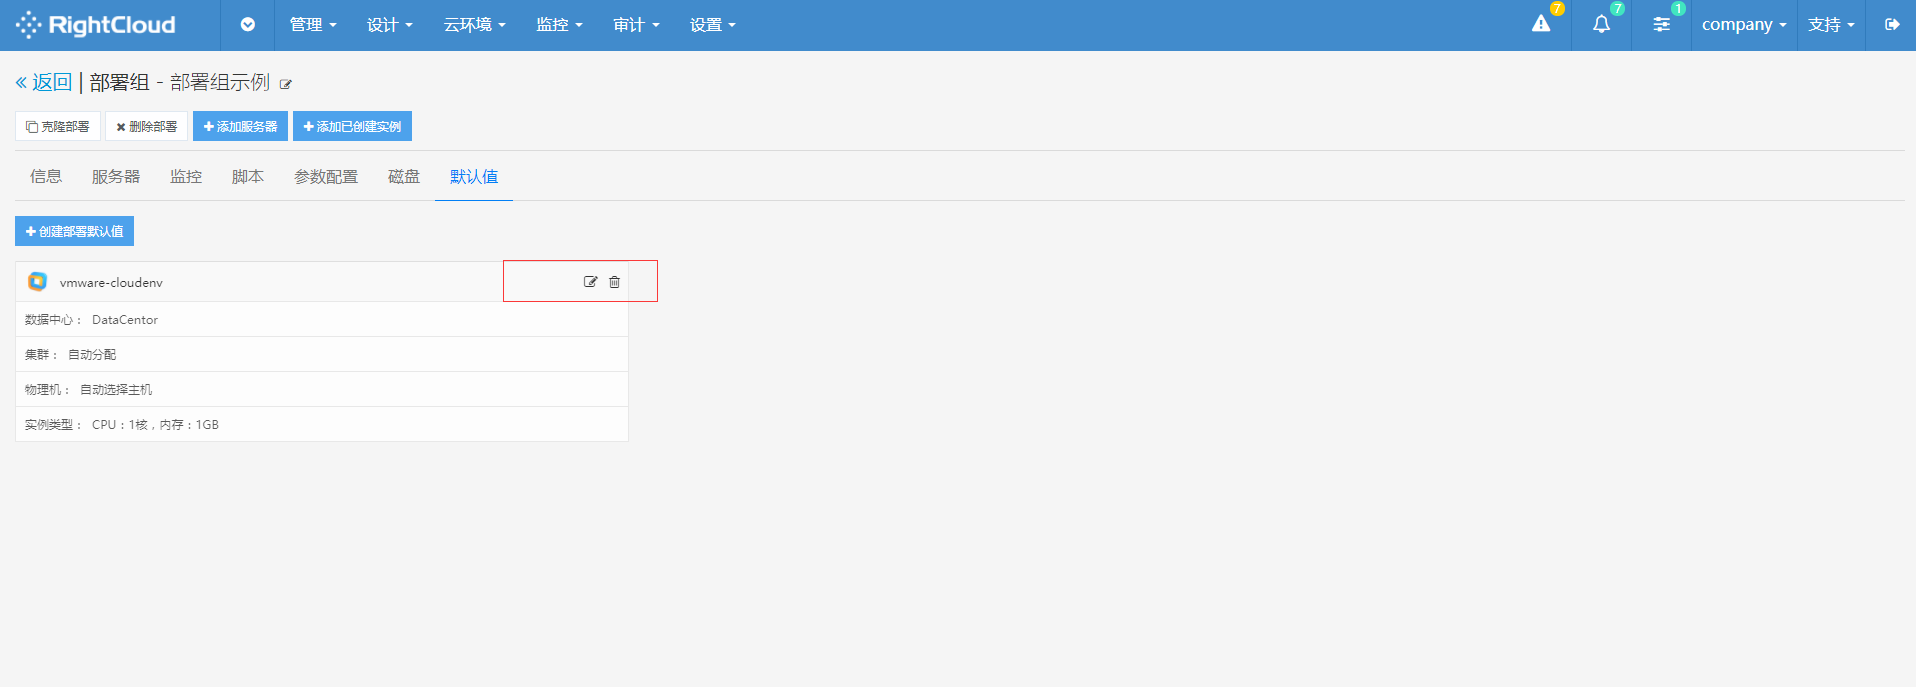 RightCloud 管理 设计 云环境 监控 审计 设置 7 7 1 company 支持
« 返回 | 部署组 - 部署组示例
克隆部署 删除部署 添加服务器 添加已创建实例
信息 服务器 监控 脚本 参数配置 磁盘 默认值
创建部署默认值
vmware-cloudenv
数据中心： DataCentor
集群： 自动分配
物理机： 自动选择主机
实例类型： CPU：1核，内存：1GB